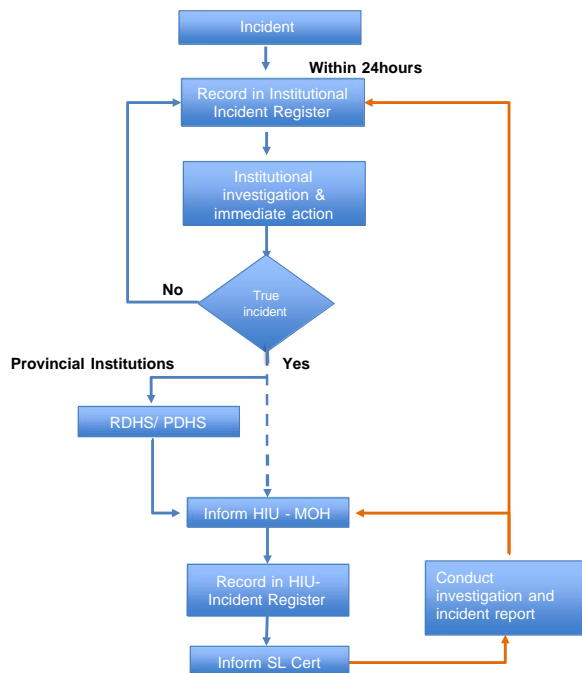 Incident
Within 24hours
Record in Institutional
Incident Register
Institutional
investigation &
immediate action
No
True
incident
Provincial Institutions
Yes
RDHS/ PDHS
Inform HIU - MOH
Record in HIU-
Incident Register
Conduct
investigation and
incident report
Inform SL Cert